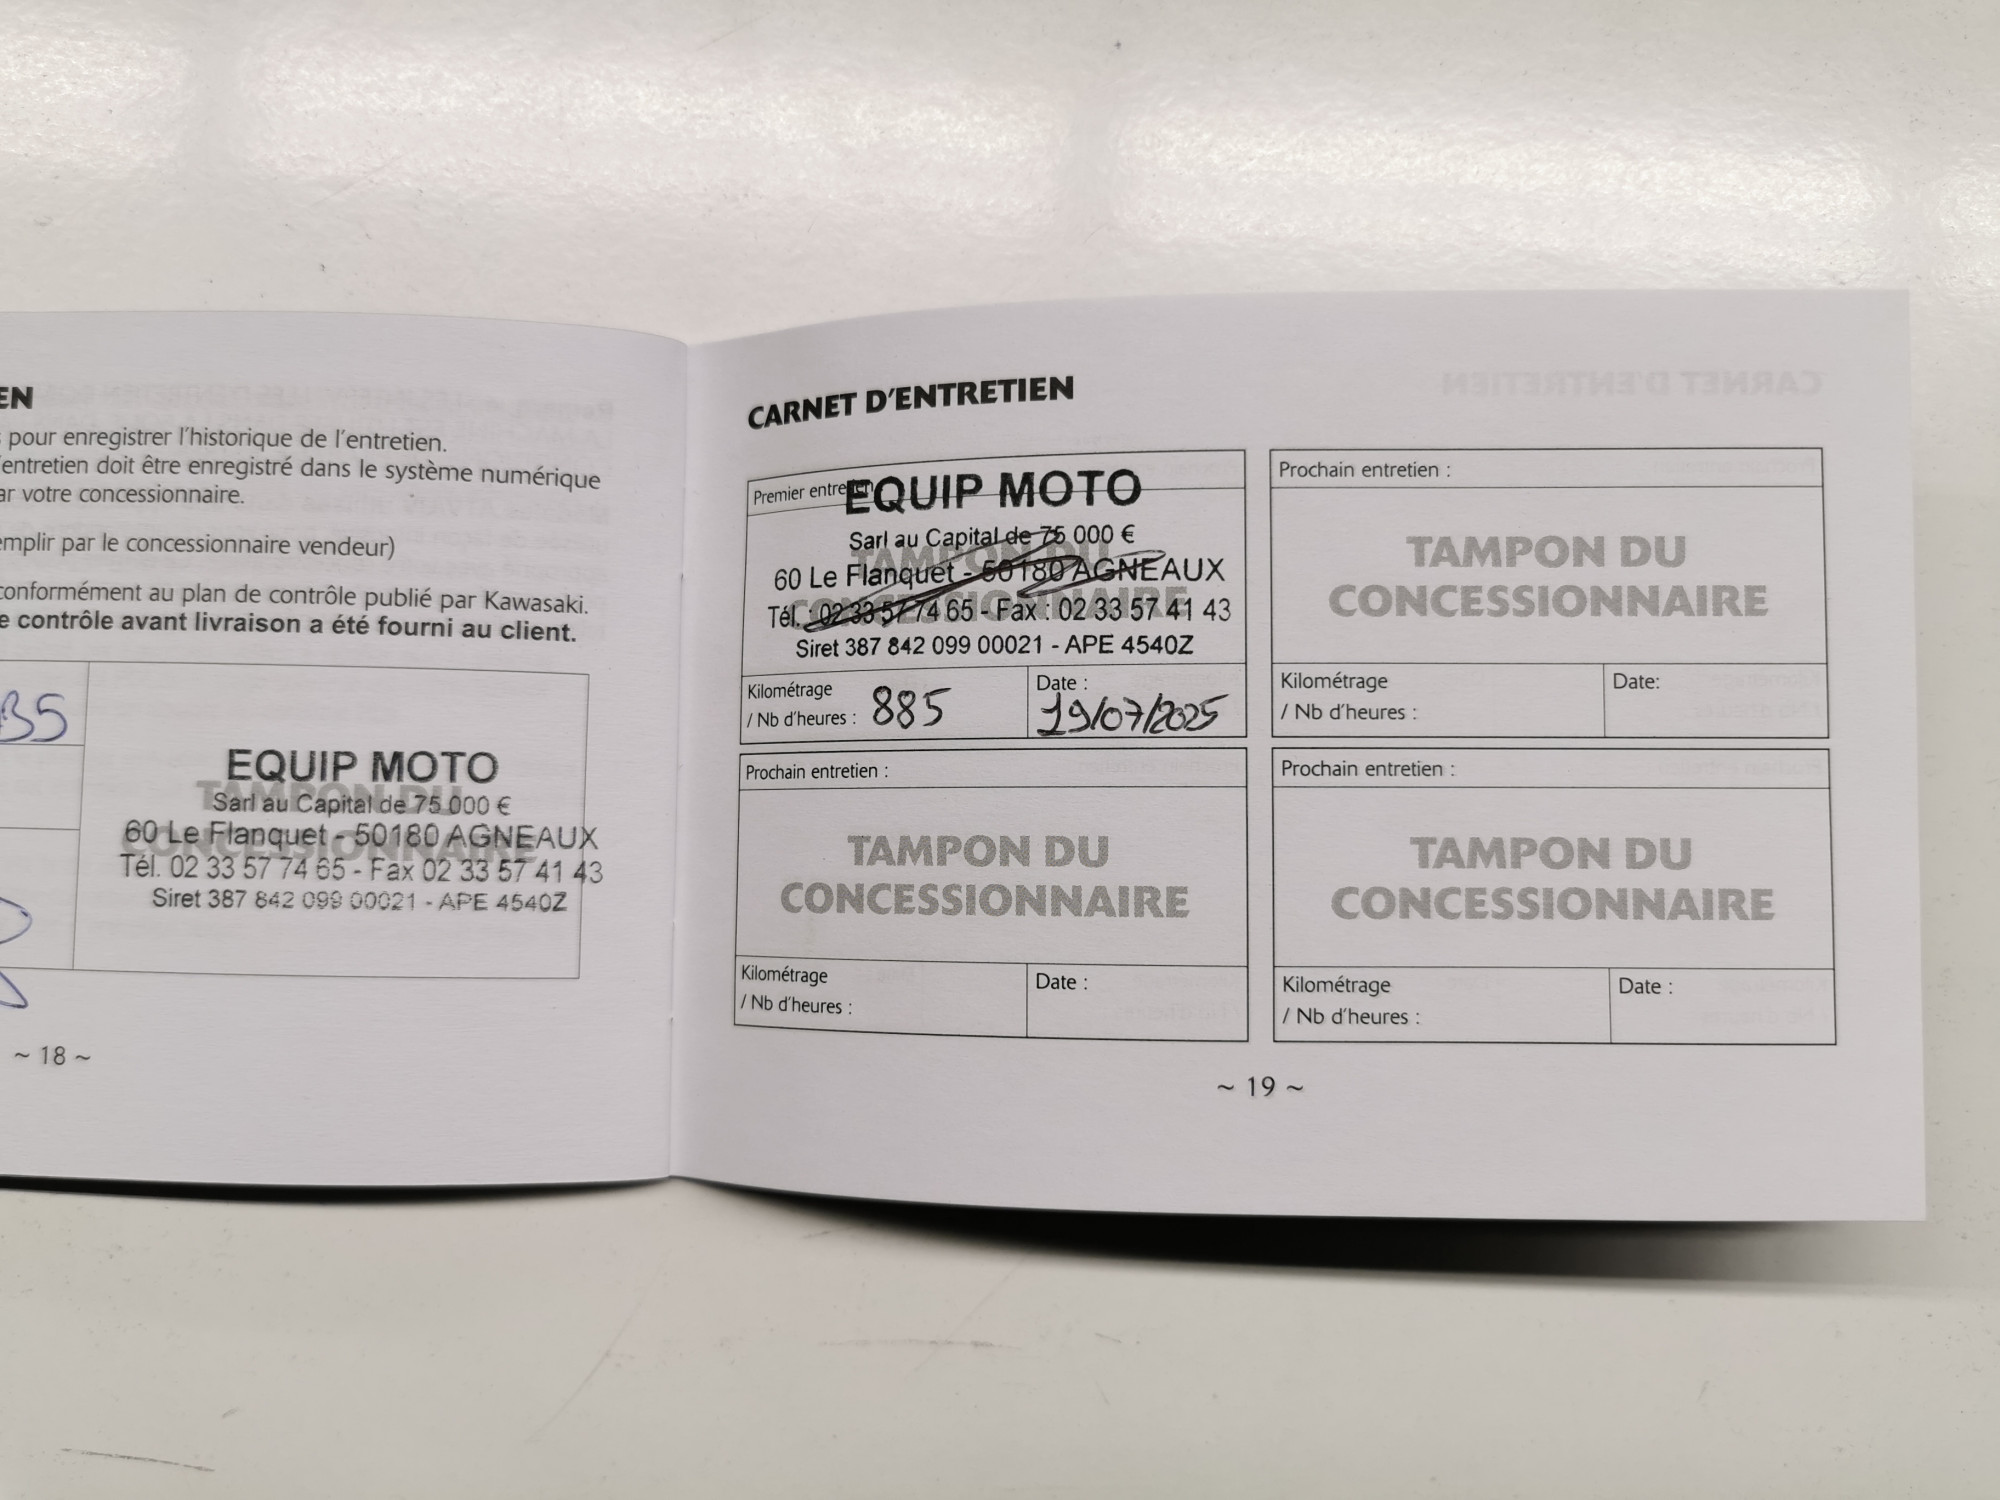 EN
pour enregistrer l'historique de l'entretien.
entretien doit être enregistré dans le système numérique
ar votre concessionnaire.
emplir par le concessionnaire vendeur)
conformément au plan de contrôle publié par Kawasaki.
e contrôle avant livraison a été fourni au client.
B5
TAMPON DU
CONCESSIONNAIRE
EQUIP MOTO
Sarl au Capital de 75 000 €
60 Le Flanquet - 50180 AGNEAUX
Tél. 02 33 57 74 65 - Fax 02 33 57 41 43
Siret 387 842 099 00021 - APE 4540Z
~ 18 ~
CARNET D'ENTRETIEN
Premier entretien
TAMPON DU
CONCESSIONNAIRE
EQUIP MOTO
Sarl au Capital de 75 000 €
60 Le Flanquet - 50180 AGNEAUX
Tél. : 02 33 57 74 65 - Fax : 02 33 57 41 43
Siret 387 842 099 00021 - APE 4540Z
Kilométrage
/ Nb d'heures : 885
Date :
19/07/2025
Prochain entretien :
TAMPON DU
CONCESSIONNAIRE
Kilométrage
/ Nb d'heures :
Date:
Prochain entretien :
TAMPON DU
CONCESSIONNAIRE
Kilométrage
/ Nb d'heures :
Date :
Prochain entretien :
TAMPON DU
CONCESSIONNAIRE
Kilométrage
/ Nb d'heures :
Date :
~ 19 ~